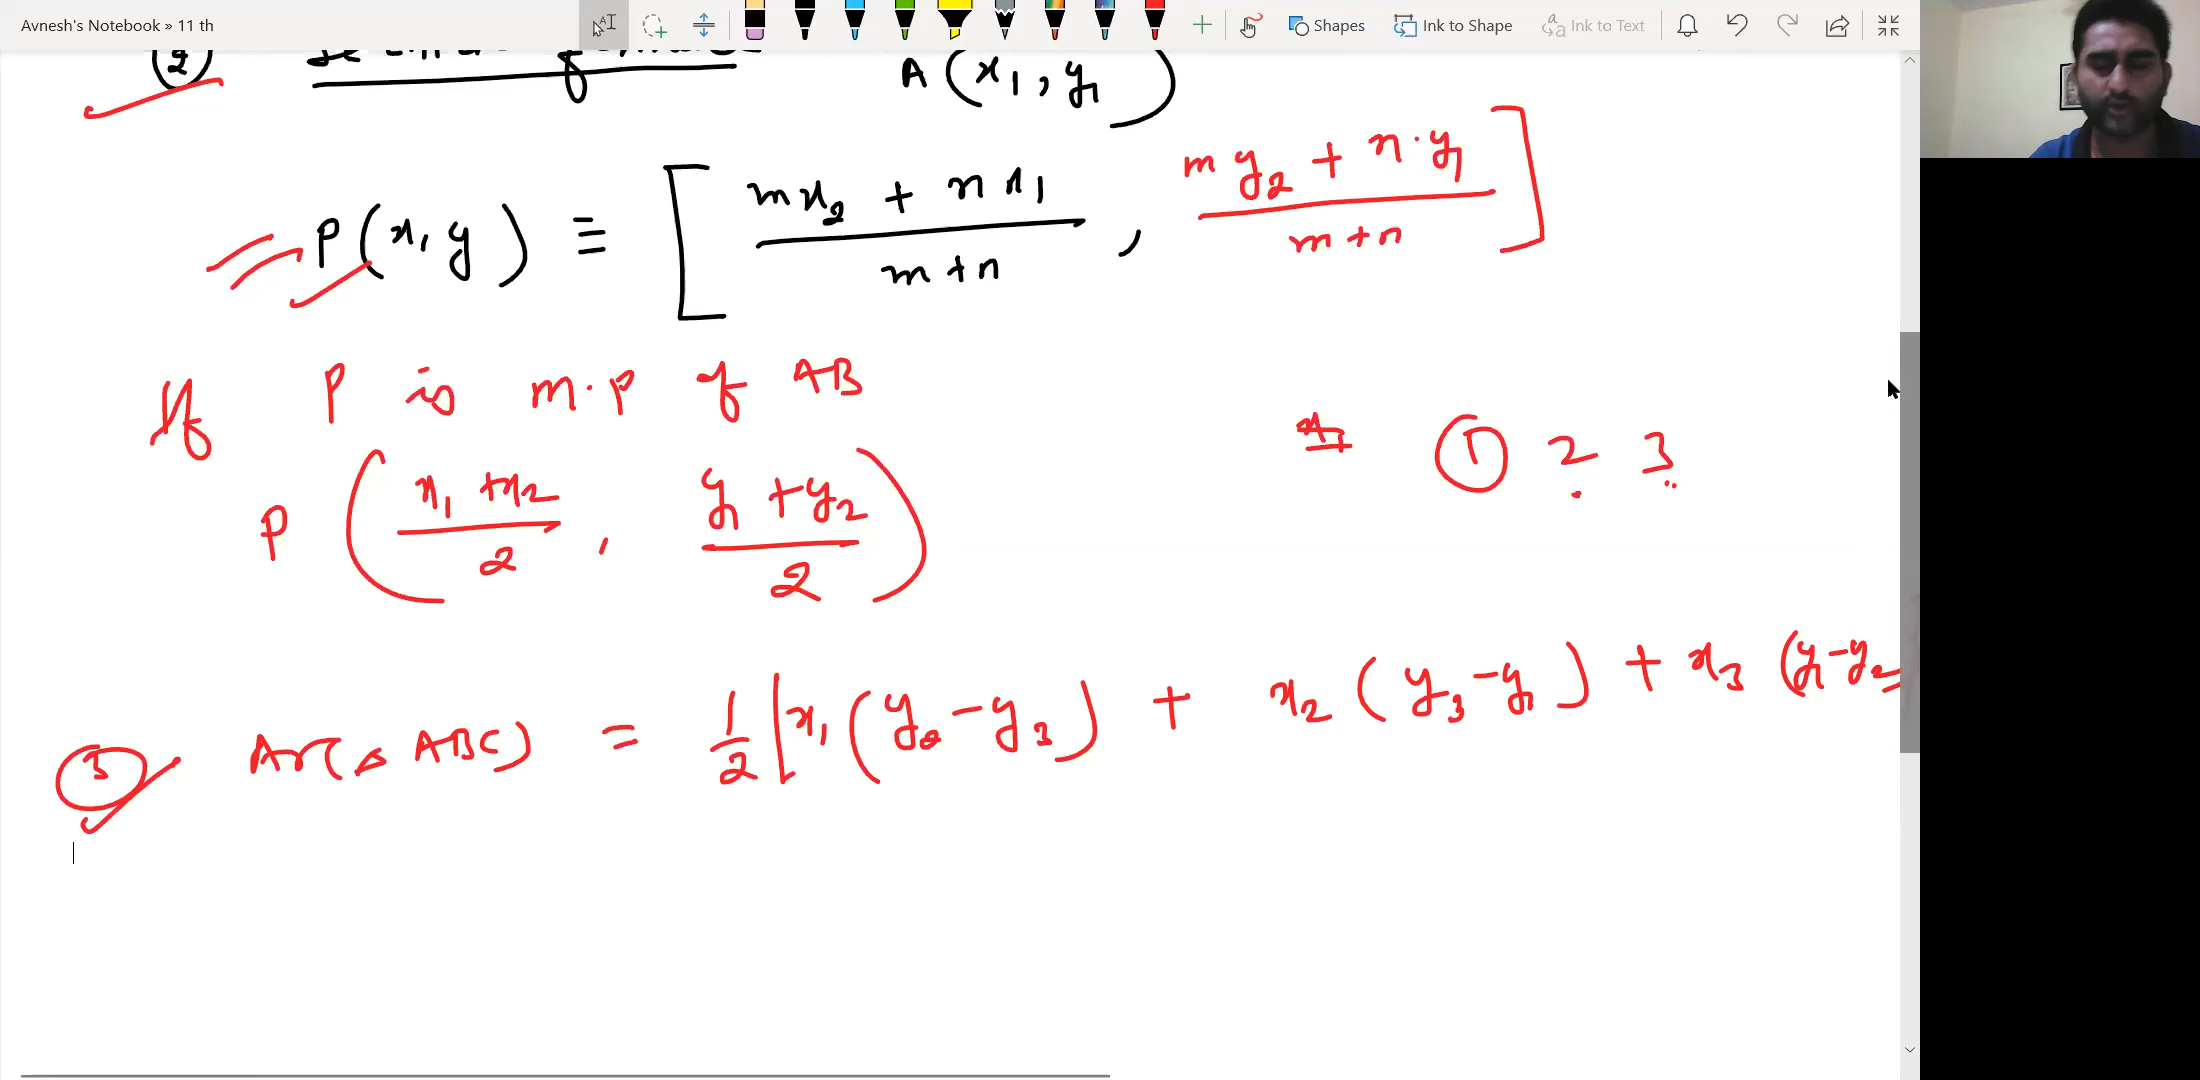 Avnesh's Notebook » 11 th
Shapes Ink to Shape Ink to Text
(2) A (x₁, y₁)
P(x, y) ≡ [ (mx₂ + nx₁)/(m+n) , (my₂ + n·y₁)/(m+n) ]
If P is m.p of AB
① 2 3
P ( (x₁+x₂)/2 , (y₁+y₂)/2 )
③ Ar(△ ABC) = 1/2 [x₁(y₂-y₃) + x₂(y₃-y₁) + x₃(y₁-y₂